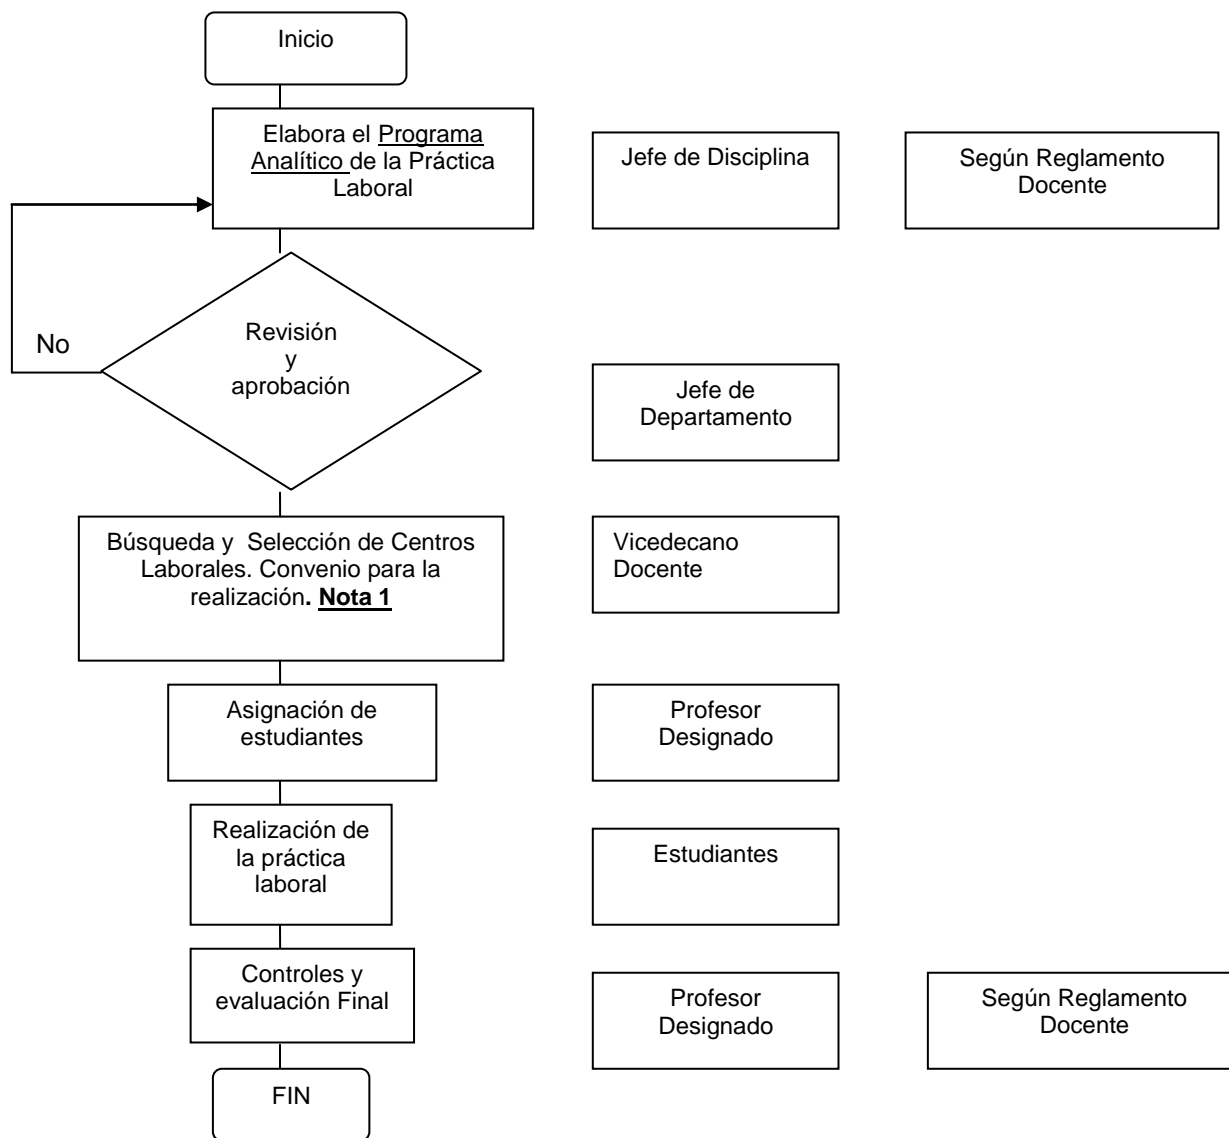 Inicio
Elabora el Programa
Analítico de la Práctica
Laboral
Jefe de Disciplina
Según Reglamento
Docente
No
Revisión
y
aprobación
Jefe de
Departamento
Búsqueda y Selección de Centros
Laborales. Convenio para la
realización. Nota 1
Vicedecano
Docente
Asignación de
estudiantes
Profesor
Designado
Realización de
la práctica
laboral
Estudiantes
Controles y
evaluación Final
Profesor
Designado
Según Reglamento
Docente
FIN